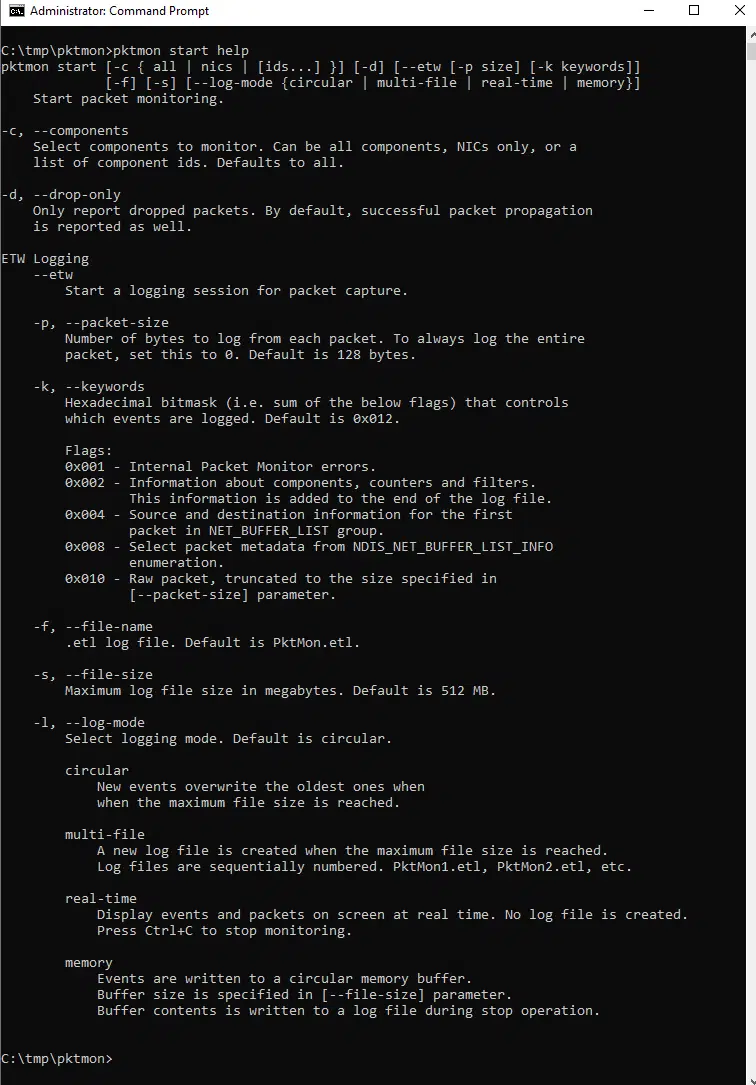 Administrator: Command Prompt
C:\tmp\pktmon>pktmon start help
pktmon start [-c { all | nics | [ids...] }] [-d] [--etw [-p size] [-k keywords]]
[-f] [-s] [--log-mode {circular | multi-file | real-time | memory}]
Start packet monitoring.
-c, --components
Select components to monitor. Can be all components, NICs only, or a
list of component ids. Defaults to all.
-d, --drop-only
Only report dropped packets. By default, successful packet propagation
is reported as well.
ETW Logging
--etw
Start a logging session for packet capture.
-p, --packet-size
Number of bytes to log from each packet. To always log the entire
packet, set this to 0. Default is 128 bytes.
-k, --keywords
Hexadecimal bitmask (i.e. sum of the below flags) that controls
which events are logged. Default is 0x012.
Flags:
0x001 - Internal Packet Monitor errors.
0x002 - Information about components, counters and filters.
This information is added to the end of the log file.
0x004 - Source and destination information for the first
packet in NET_BUFFER_LIST group.
0x008 - Select packet metadata from NDIS_NET_BUFFER_LIST_INFO
enumeration.
0x010 - Raw packet, truncated to the size specified in
[--packet-size] parameter.
-f, --file-name
.etl log file. Default is PktMon.etl.
-s, --file-size
Maximum log file size in megabytes. Default is 512 MB.
-l, --log-mode
Select logging mode. Default is circular.
circular
New events overwrite the oldest ones when
when the maximum file size is reached.
multi-file
A new log file is created when the maximum file size is reached.
Log files are sequentially numbered. PktMon1.etl, PktMon2.etl, etc.
real-time
Display events and packets on screen at real time. No log file is created.
Press Ctrl+C to stop monitoring.
memory
Events are written to a circular memory buffer.
Buffer size is specified in [--file-size] parameter.
Buffer contents is written to a log file during stop operation.
C:\tmp\pktmon>